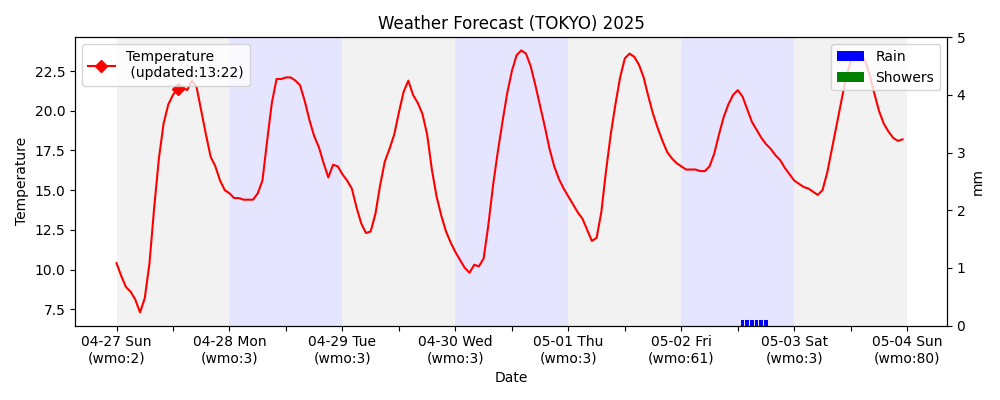 Weather Forecast (TOKYO) 2025
Temperature
(updated:13:22)
Rain
Showers
Temperature
22.5
20.0
17.5
15.0
12.5
10.0
7.5
5
4
3
2
1
0
mm
04-27 Sun
(wmo:2)
04-28 Mon
(wmo:3)
04-29 Tue
(wmo:3)
04-30 Wed
(wmo:3)
05-01 Thu
(wmo:3)
05-02 Fri
(wmo:61)
05-03 Sat
(wmo:3)
05-04 Sun
(wmo:80)
Date